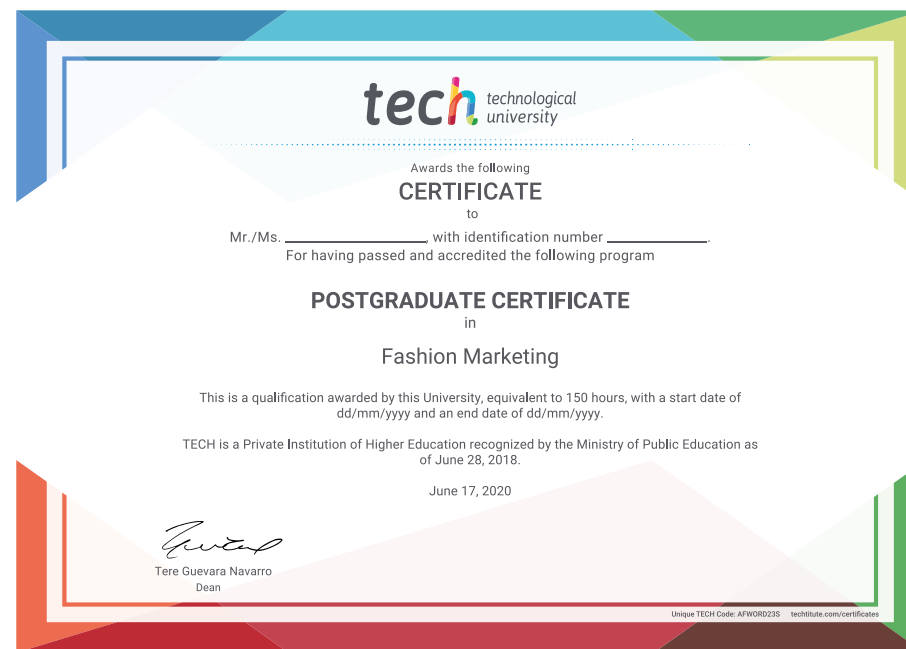 tech technological
university
Awards the following
CERTIFICATE
to
Mr./Ms. ____________________, with identification number ______________.
For having passed and accredited the following program
POSTGRADUATE CERTIFICATE
in
Fashion Marketing
This is a qualification awarded by this University, equivalent to 150 hours, with a start date of
dd/mm/yyyy and an end date of dd/mm/yyyy.
TECH is a Private Institution of Higher Education recognized by the Ministry of Public Education as
of June 28, 2018.
June 17, 2020
Tere Guevara Navarro
Dean
Unique TECH Code: AFWORD23S techtitute.com/certificates